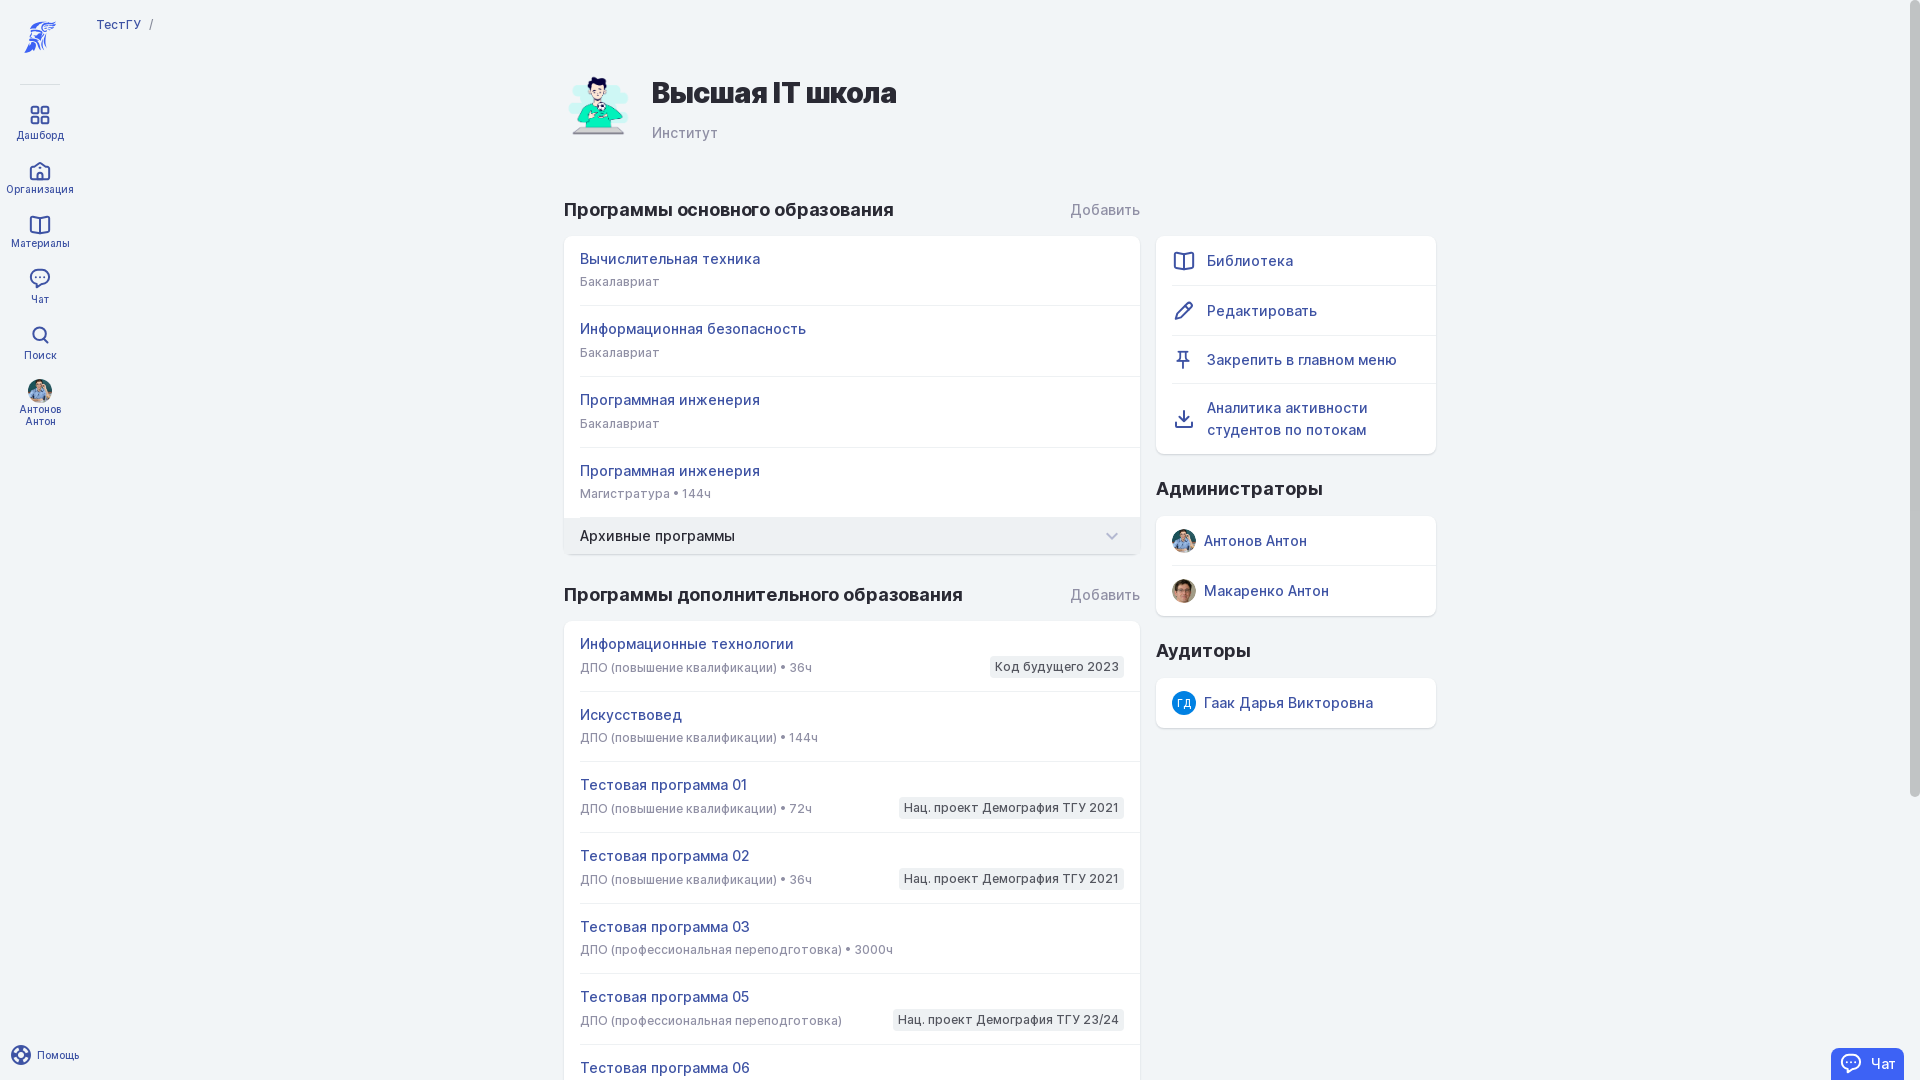 ТестГУ /
Дашборд
Организация
Материалы
Чат
Поиск
Антонов
Антон
Помощь
Высшая IT школа
Институт
Программы основного образования
Добавить
Вычислительная техника
Бакалавриат
Информационная безопасность
Бакалавриат
Программная инженерия
Бакалавриат
Программная инженерия
Магистратура • 144ч
Архивные программы
Программы дополнительного образования
Добавить
Информационные технологии
ДПО (повышение квалификации) • 36ч
Код будущего 2023
Искусствовед
ДПО (повышение квалификации) • 144ч
Тестовая программа 01
ДПО (повышение квалификации) • 72ч
Нац. проект Демография ТГУ 2021
Тестовая программа 02
ДПО (повышение квалификации) • 36ч
Нац. проект Демография ТГУ 2021
Тестовая программа 03
ДПО (профессиональная переподготовка) • 3000ч
Тестовая программа 05
ДПО (профессиональная переподготовка)
Нац. проект Демография ТГУ 23/24
Тестовая программа 06
Библиотека
Редактировать
Закрепить в главном меню
Аналитика активности
студентов по потокам
Администраторы
Антонов Антон
Макаренко Антон
Аудиторы
ГД
Гаак Дарья Викторовна
Чат